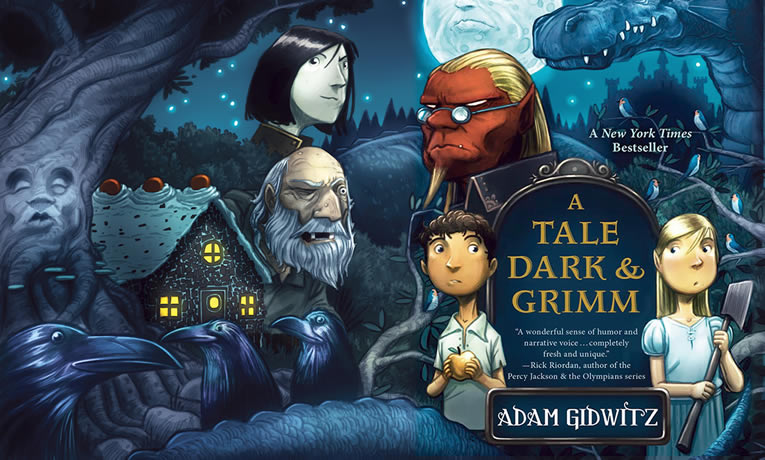 A New York Times
Bestseller
A
TALE
DARK &
GRIMM
"A wonderful sense of humor and
narrative voice . . . completely
fresh and unique."
—Rick Riordan, author of the
Percy Jackson & the Olympians series
ADAM GIDWITZ